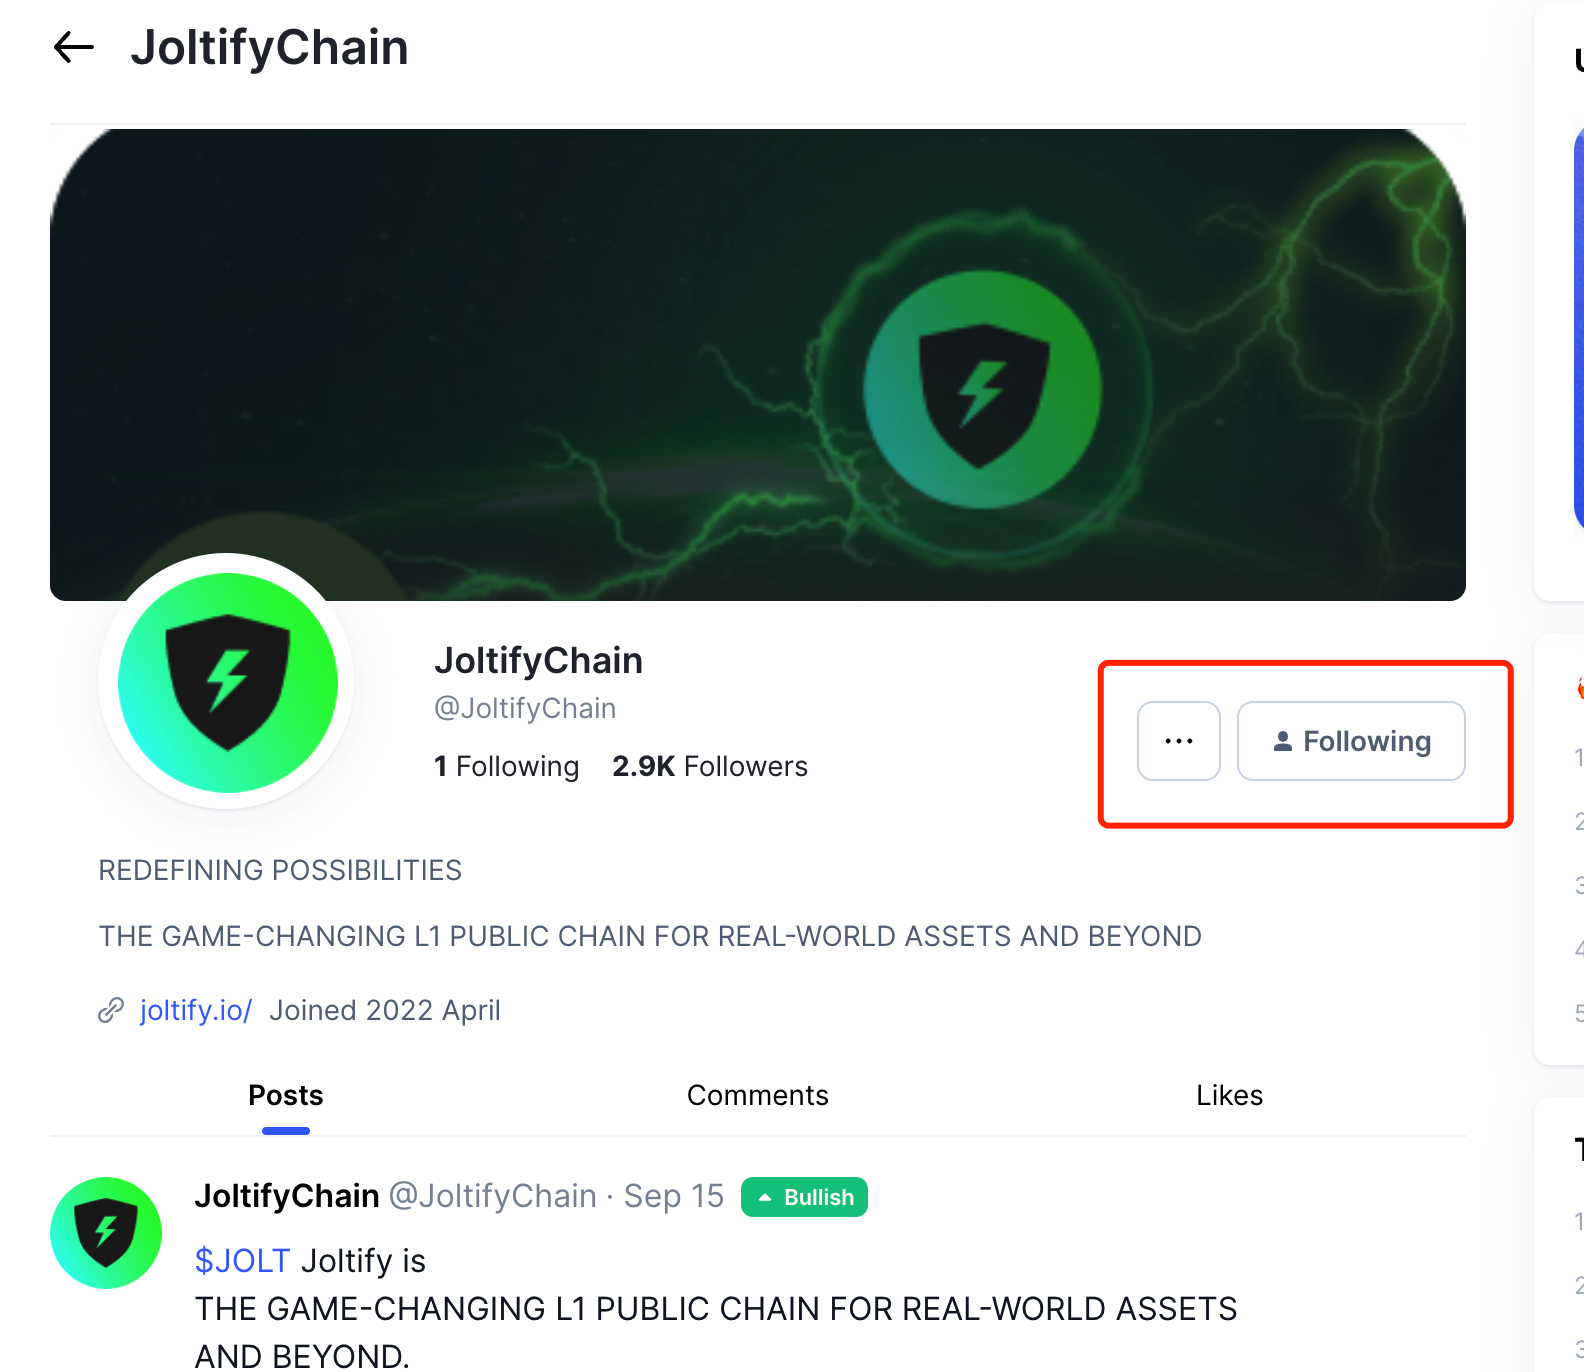 JoltifyChain
JoltifyChain
@JoltifyChain
1 Following 2.9K Followers
... Following
REDEFINING POSSIBILITIES
THE GAME-CHANGING L1 PUBLIC CHAIN FOR REAL-WORLD ASSETS AND BEYOND
joltify.io/ Joined 2022 April
Posts Comments Likes
JoltifyChain @JoltifyChain · Sep 15 Bullish
$JOLT Joltify is
THE GAME-CHANGING L1 PUBLIC CHAIN FOR REAL-WORLD ASSETS
AND BEYOND.